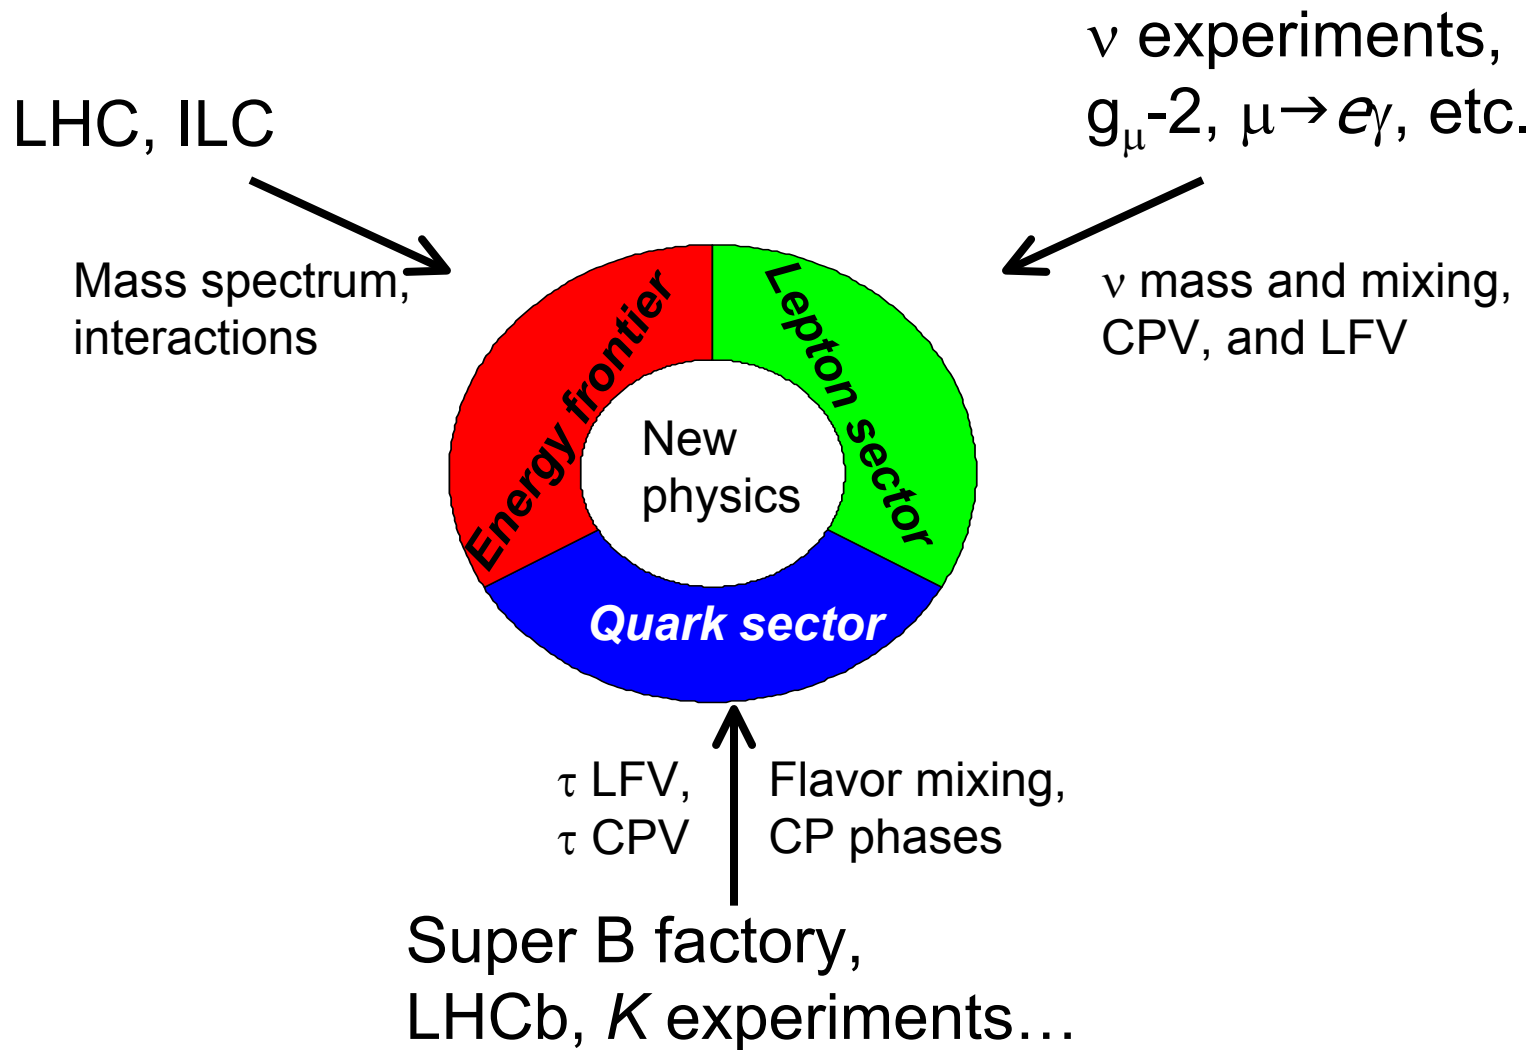 LHC, ILC
ν experiments,
gμ-2, μ→eγ, etc.
Mass spectrum,
interactions
ν mass and mixing,
CPV, and LFV
Energy frontier
Lepton sector
New
physics
Quark sector
τ LFV,
τ CPV
Flavor mixing,
CP phases
Super B factory,
LHCb, K experiments…